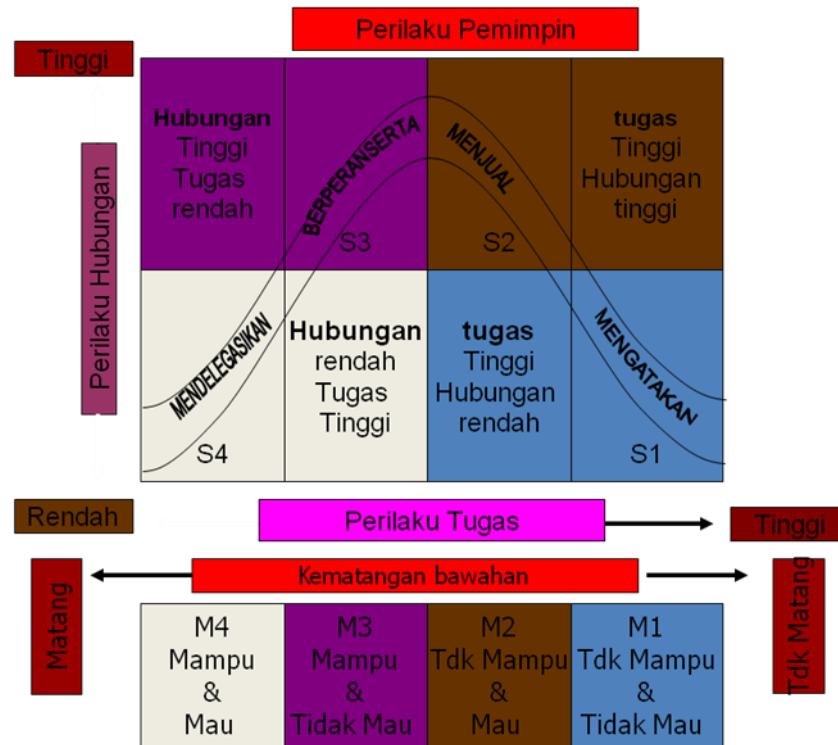 Perilaku Pemimpin
Tinggi
Perilaku Hubungan
Hubungan
Tinggi
Tugas
rendah
BERPERANSERTA
S3
MENJUAL
S2
tugas
Tinggi
Hubungan
tinggi
MENDELEGASIKAN
S4
Hubungan
rendah
Tugas
Tinggi
tugas
Tinggi
Hubungan
rendah
MENGATAKAN
S1
Rendah
Perilaku Tugas
Tinggi
Matang
Kematangan bawahan
Tdk Matang
M4
Mampu
&
Mau
M3
Mampu
&
Tidak Mau
M2
Tdk Mampu
&
Mau
M1
Tdk Mampu
&
Tidak Mau